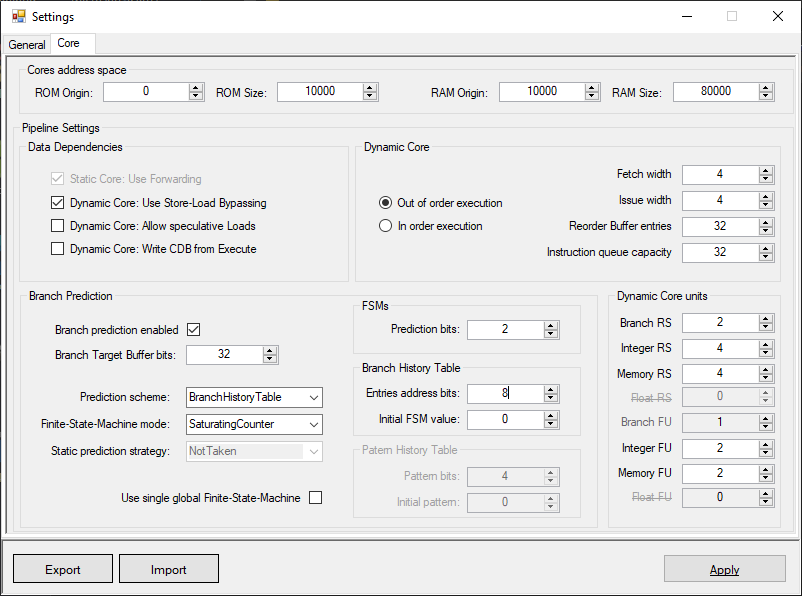 Settings
General Core
Cores address space
ROM Origin: 0 ROM Size: 10000 RAM Origin: 10000 RAM Size: 80000
Pipeline Settings
Data Dependencies
Static Core: Use Forwarding
Dynamic Core: Use Store-Load Bypassing
Dynamic Core: Allow speculative Loads
Dynamic Core: Write CDB from Execute
Dynamic Core
Out of order execution
In order execution
Fetch width 4
Issue width 4
Reorder Buffer entries 32
Instruction queue capacity 32
Branch Prediction
Branch prediction enabled
Branch Target Buffer bits: 32
Prediction scheme: BranchHistoryTable
Finite-State-Machine mode: SaturatingCounter
Static prediction strategy: NotTaken
Use single global Finite-State-Machine
FSMs
Prediction bits: 2
Branch History Table
Entries address bits: 8
Initial FSM value: 0
Patern History Table
Pattern bits: 4
Initial pattern: 0
Dynamic Core units
Branch RS 2
Integer RS 4
Memory RS 4
Float RS 0
Branch FU 1
Integer FU 2
Memory FU 2
Float FU 0
Export Import Apply